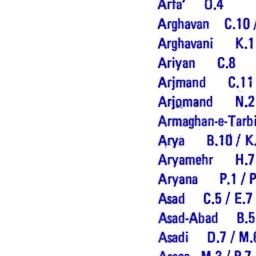 Arfa' O.4
Arghavan C.10 /
Arghavani K.1
Ariyan C.8
Arjmand C.11
Arjomand N.2
Armaghan-e-Tarbi
Arya B.10 / K.
Aryamehr H.7
Aryana P.1 / P
Asad C.5 / E.7
Asad-Abad B.5
Asadi D.7 / M.6